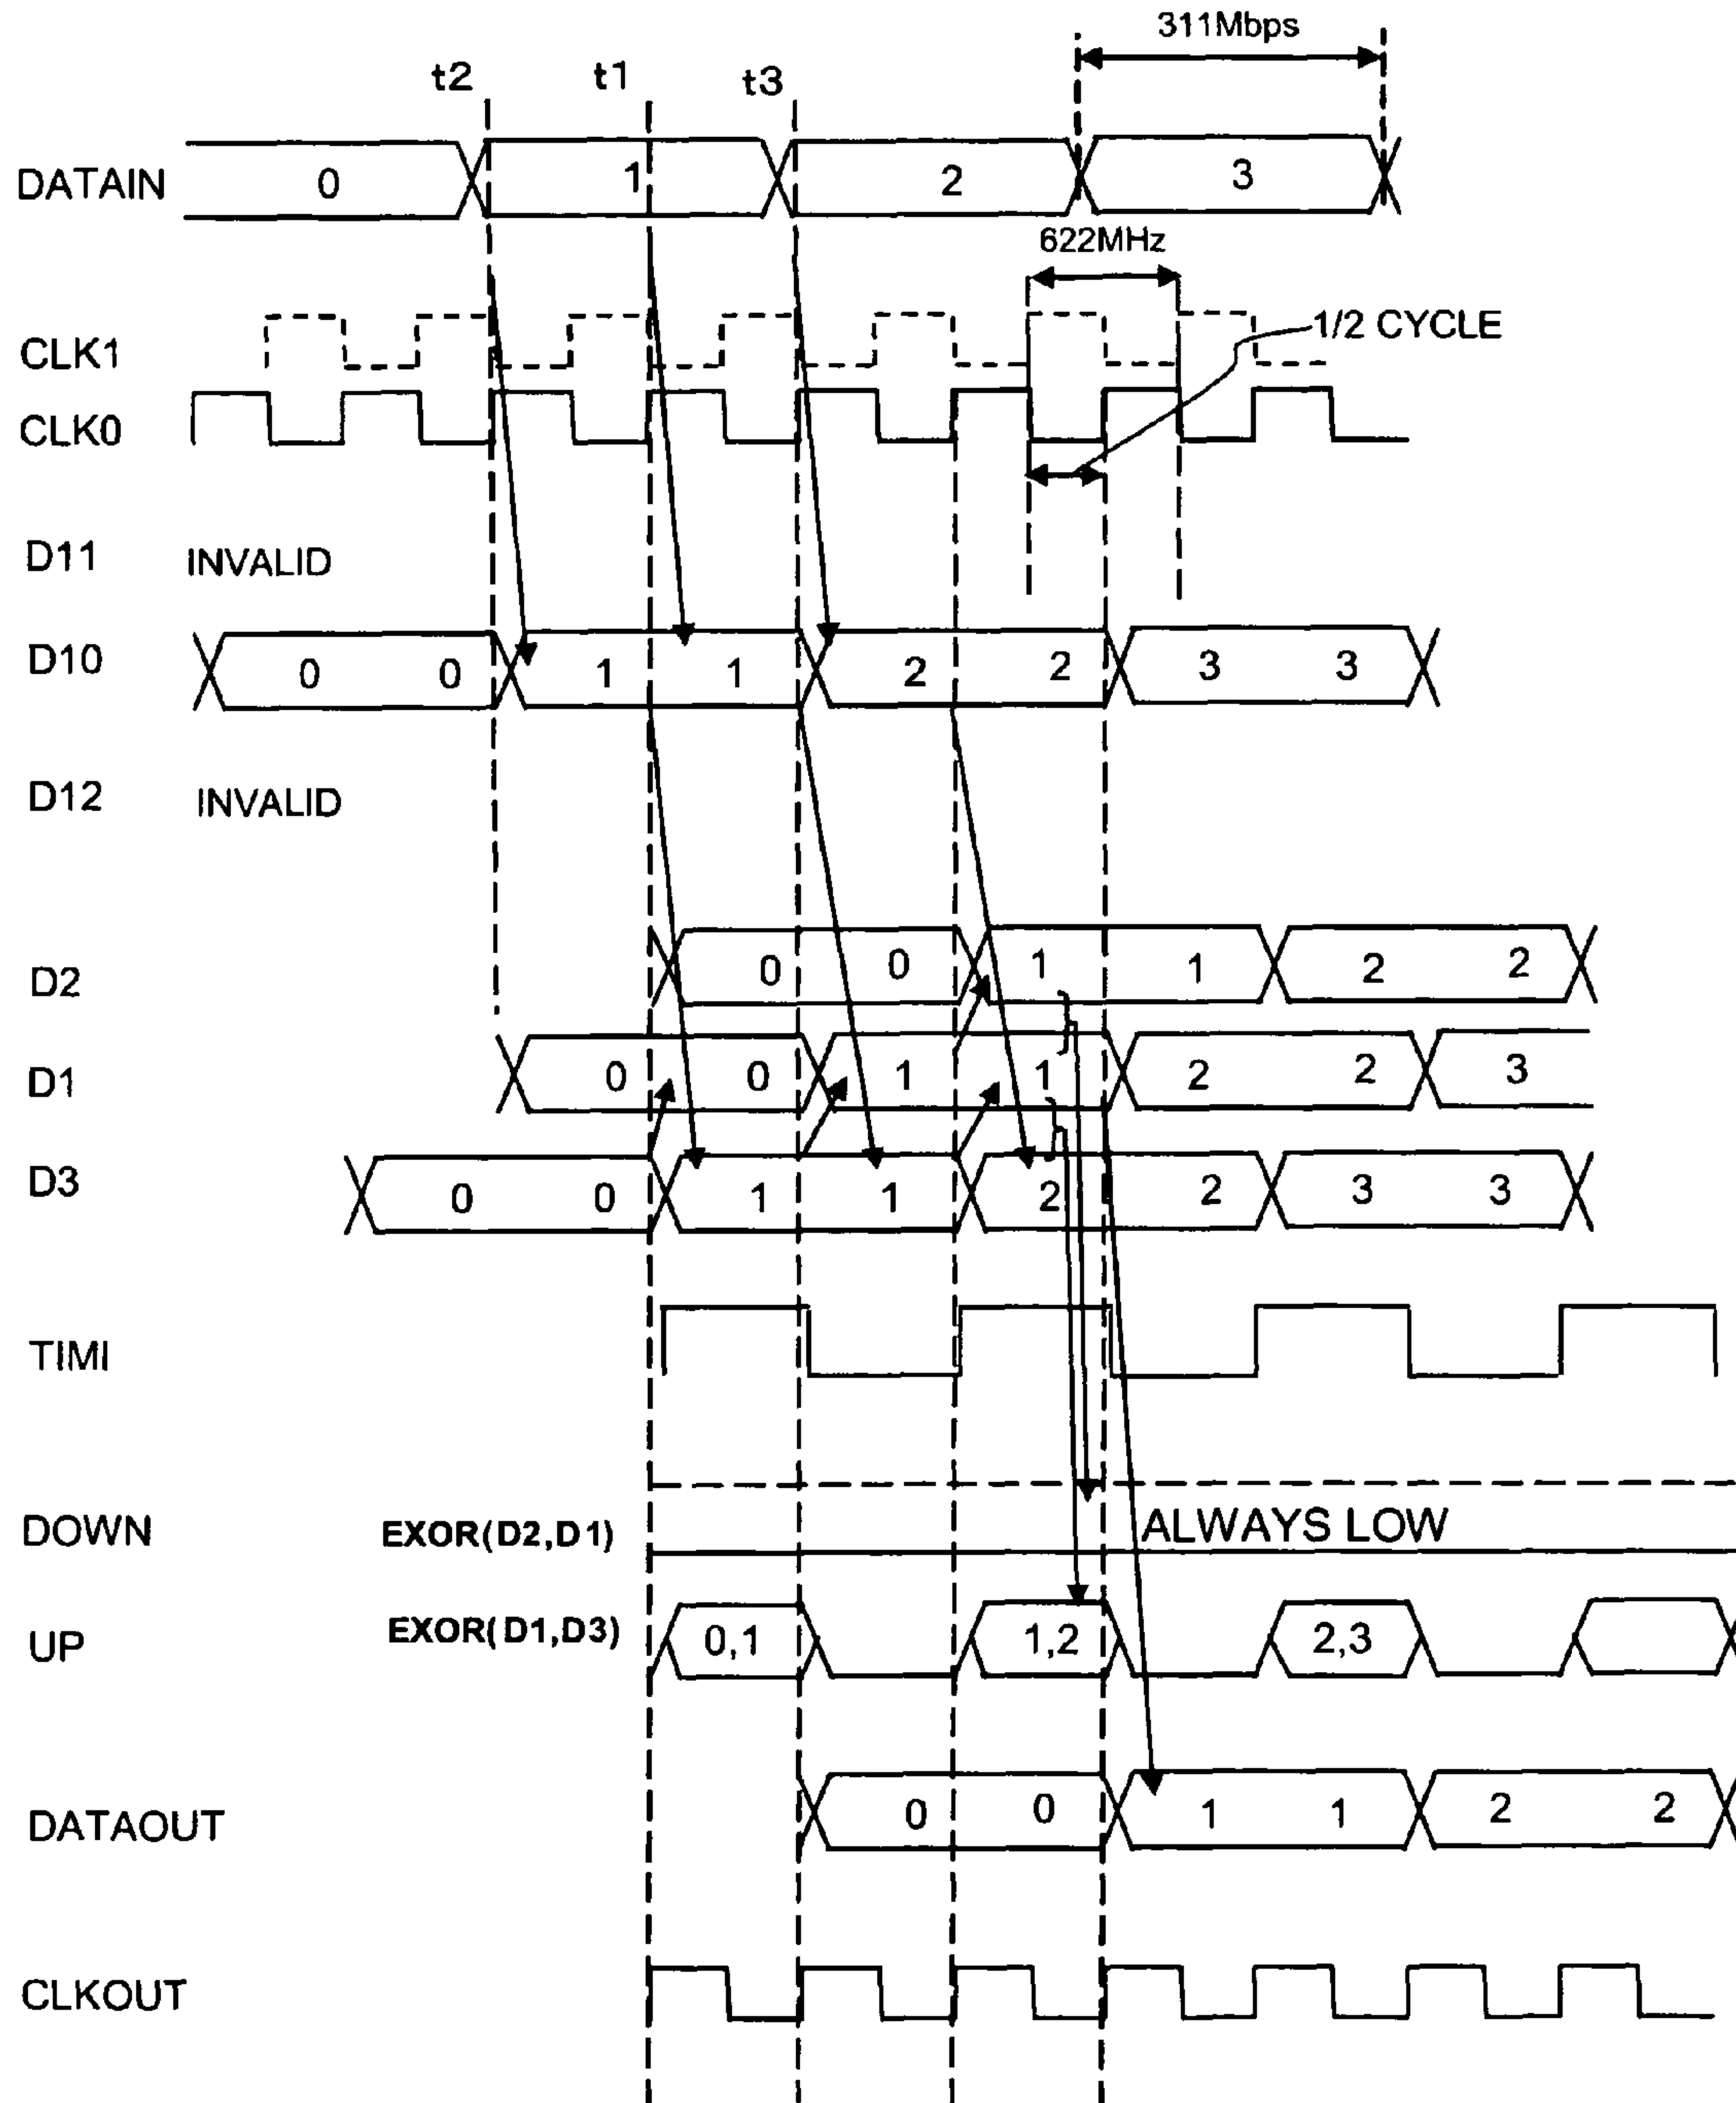 311Mbps
t2 t1 t3
DATAIN 0 1 2 3
622MHz
CLK1 1/2 CYCLE
CLK0
D11 INVALID
D10 0 0 1 1 2 2 3 3
D12 INVALID
D2 0 0 1 1 2 2
D1 0 0 1 1 2 2 3
D3 0 0 1 1 2 2 3 3
TIMI
DOWN EXOR(D2,D1) ALWAYS LOW
UP EXOR(D1,D3) 0,1 1,2 2,3
DATAOUT 0 0 1 1 2 2
CLKOUT